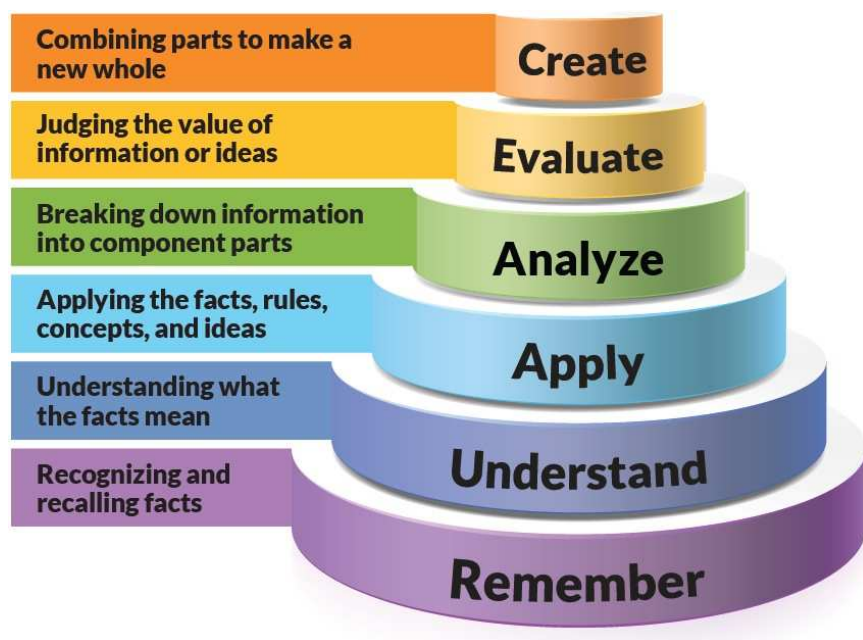 Combining parts to make a
new whole
Create
Judging the value of
information or ideas
Evaluate
Breaking down information
into component parts
Analyze
Applying the facts, rules,
concepts, and ideas
Apply
Understanding what
the facts mean
Understand
Recognizing and
recalling facts
Remember